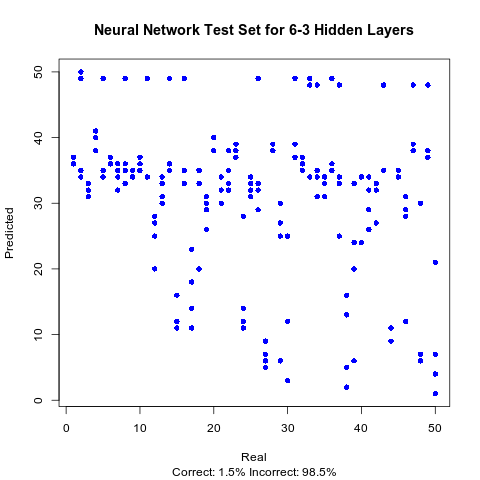 Neural Network Test Set for 6-3 Hidden Layers
50
40
30
20
10
0
Predicted
0 10 20 30 40 50
Real
Correct: 1.5% Incorrect: 98.5%